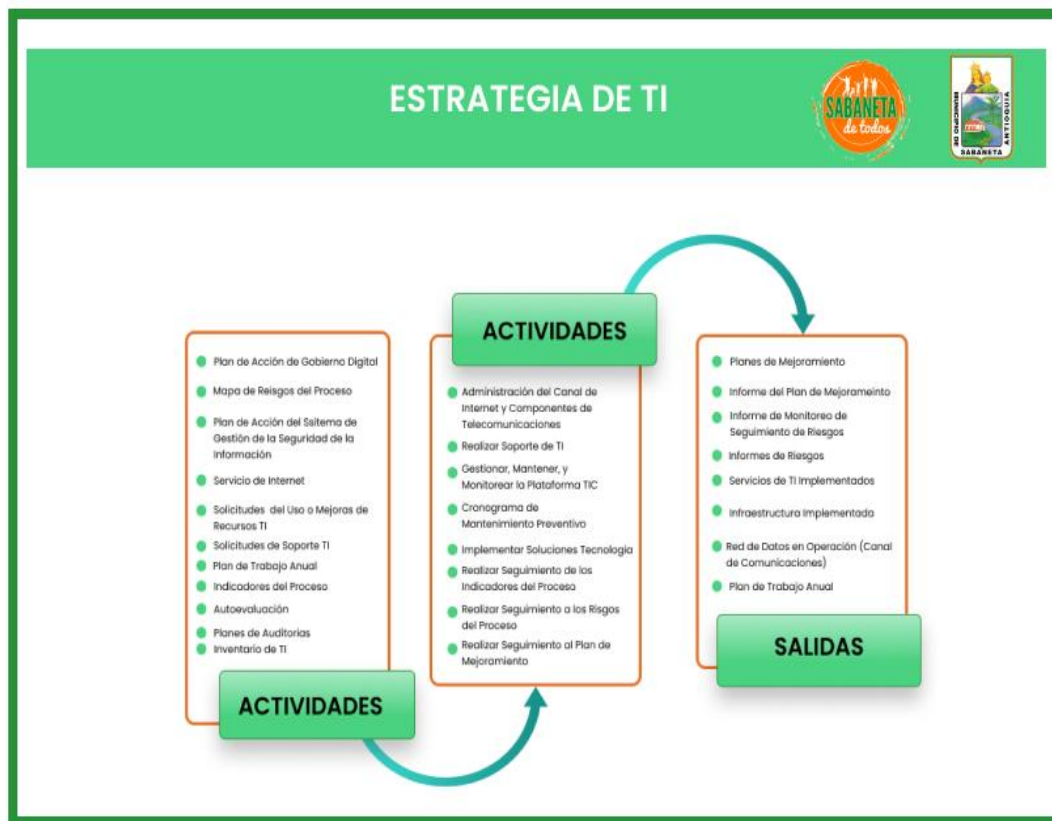 ESTRATEGIA DE TI
SABANETA
de todos
MUNICIPIO DE
SABANETA
ANTIOQUIA
Plan de Acción de Gobierno Digital
Mapa de Reisgos del Proceso
Plan de Acción del Ssitema de
Gestión de la Seguridad de la
Información
Servicio de Internet
Solicitudes del Uso o Mejoras de
Recursos TI
Solicitudes de Soporte TI
Plan de Trabajo Anual
Indicadores del Proceso
Autoevaluación
Planes de Auditorias
Inventario de TI
ACTIVIDADES
ACTIVIDADES
Administración del Canal de
Internet y Componentes de
Telecomunicaciones
Realizar Soporte de TI
Gestionar, Mantener, y
Monitorear la Plataforma TIC
Cronograma de
Mantenimiento Preventivo
Implementar Soluciones Tecnologia
Realizar Seguimiento de los
Indicadores del Proceso
Realizar Seguimiento a los Risgos
del Proceso
Realizar Seguimiento al Plan de
Mejoramiento
Planes de Mejoramiento
Informe del Plan de Mejorameinto
Informe de Monitoreo de
Seguimiento de Riesgos
Informes de Riesgos
Servicios de TI Implementados
Infraestructura Implementada
Red de Datos en Operación (Canal
de Comunicaciones)
Plan de Trabajo Anual
SALIDAS